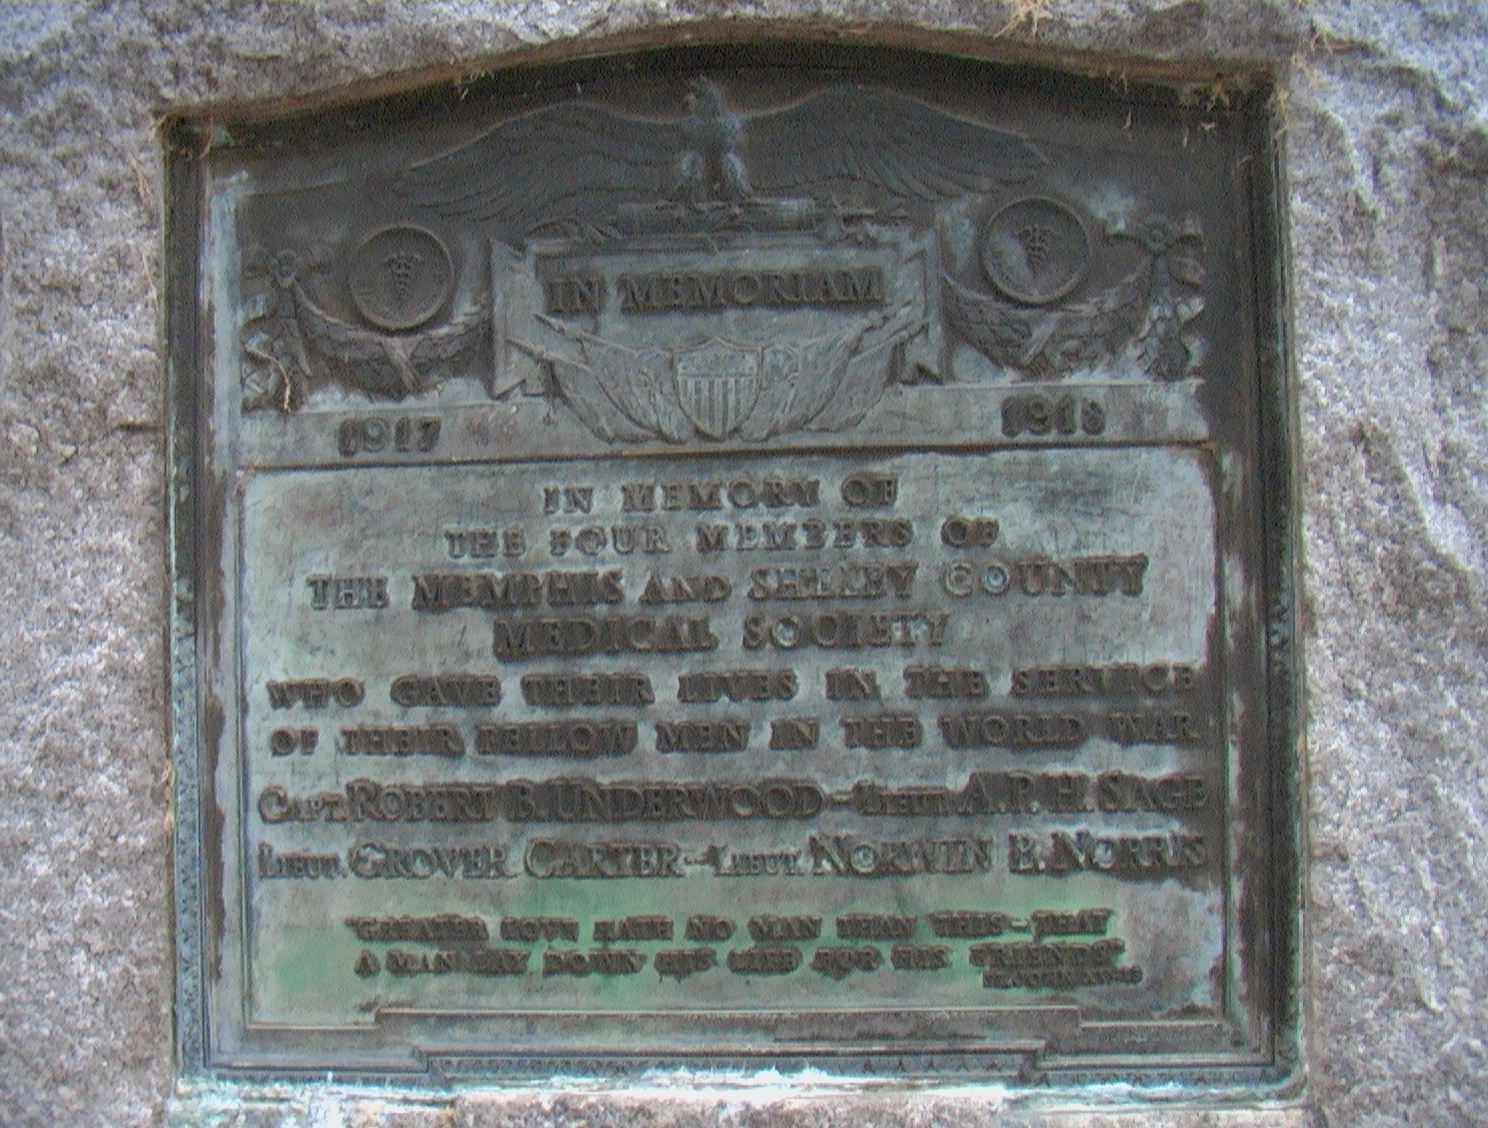 IN MEMORIAM
1917 1918
IN MEMORY OF
THE FOUR MEMBERS OF
THE MEMPHIS AND SHELBY COUNTY
MEDICAL SOCIETY
WHO GAVE THEIR LIVES IN THE SERVICE
OF THEIR FELLOW MEN IN THE WORLD WAR
CAPT. ROBERT B. UNDERWOOD – LIEUT. A. P. H. SAGE
LIEUT. GROVER CARTER – LIEUT. NORWIN B. NORRIS
"GREATER LOVE HATH NO MAN THAN THIS – THAT
A MAN LAY DOWN HIS LIFE FOR HIS FRIENDS"